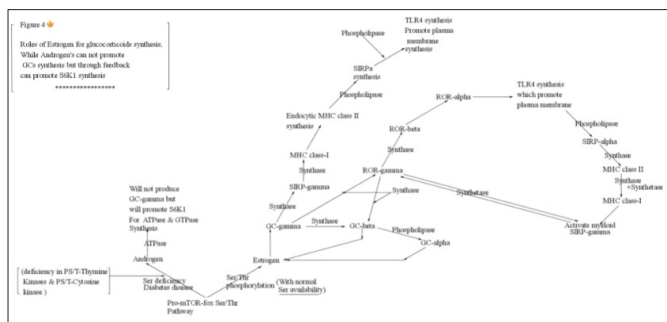 Figure 4
Roles of Estrogen for glucocorticoide synthesis,
While Androgen's can not promote
GCs synthesis but through feedback
can promote S6K1 synthesis
*****************
TLR4 synthesis
Promote plasma
membrane
synthesis
Phospholipase
SIRPa
synthesis
Phospholipase
Endocytic MHC class II
synthesis
MHC class-I
Synthase
SIRP-gamma
Synthase
GC-gamma
Synthase
GC-beta
Phospholipase
GC-alpha
Estrogen
ROR-alpha
ROR-beta
Synthase
ROR-gamma
Synthase
TLR4 synthesis
which promote
plasma membrane
Phospholipase
SIRP-alpha
Synthase
MHC class II
Synthase
+Synthetase
MHC class-I
Synthetase
Activate myliloid
SIRP-gamma
Will not produce
GC-gamma but
will promote S6K1
For ATPase & GTPase
Synthesis
ATPase
Androgen
(deficiency in PS/T-Thymine
Kinases & PS/T-Cytosine
kinase )
Ser deficiency
Diabetes disease
Ser/Thr
phosphorylation
(With normal
Ser availability)
Pro-mTOR-fox Ser/Thr
Pathway